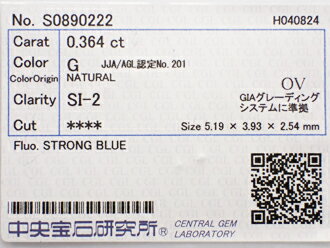 No. S0890222 H040824
Carat 0.364 ct
Color G JJA/AGL認定No.201
ColorOrigin NATURAL
OV
Clarity SI-2 GIAグレーディング
システムに準拠
Cut ****
Size 5.19 × 3.93 × 2.54 mm
Fluo. STRONG BLUE
中央宝石研究所® CENTRAL GEM
LABORATORY